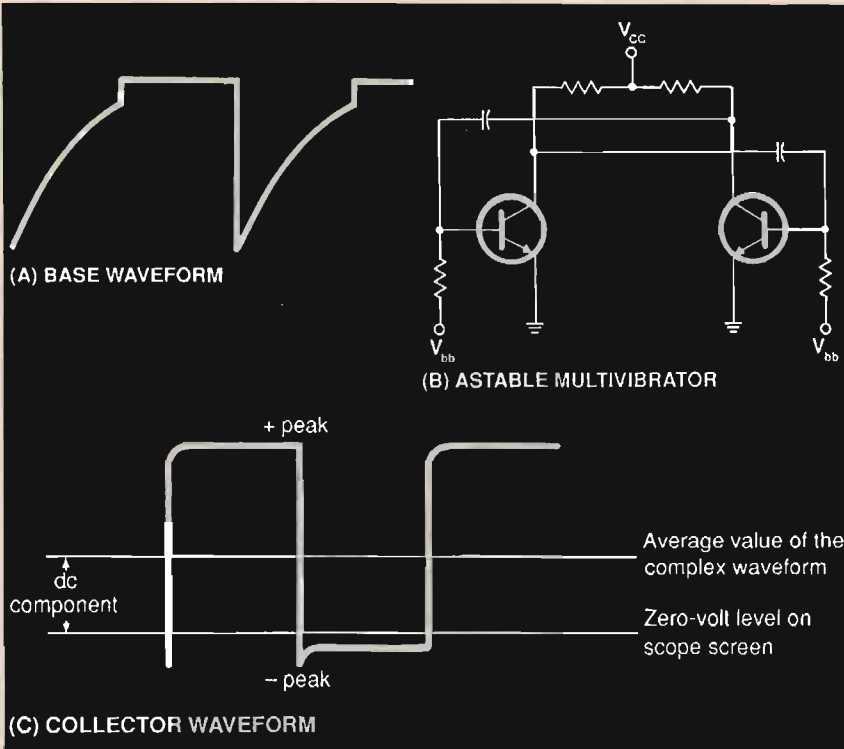 (A) BASE WAVEFORM
Vcc
Vbb
Vbb
(B) ASTABLE MULTIVIBRATOR
+ peak
Average value of the
complex waveform
dc
component
Zero-volt level on
scope screen
– peak
(C) COLLECTOR WAVEFORM